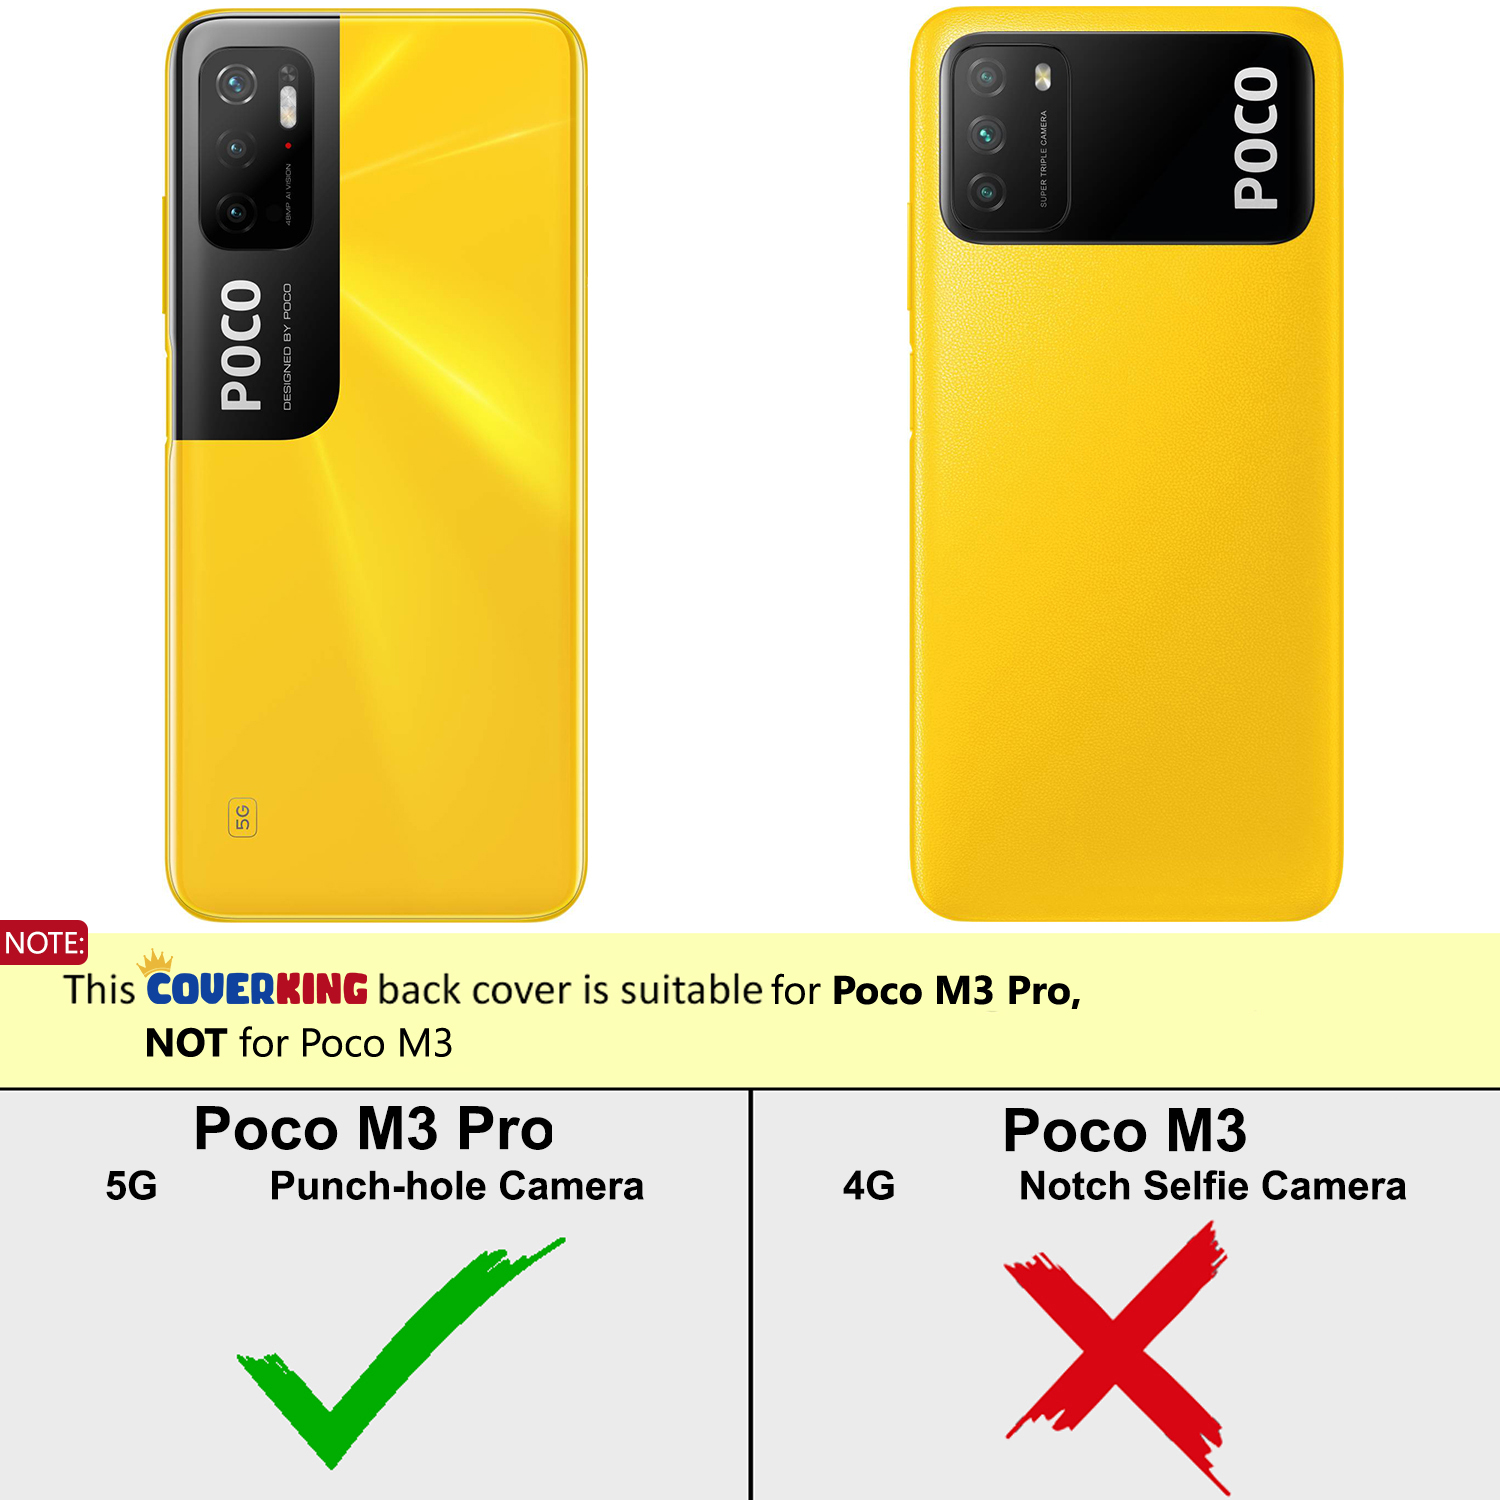 48MP AI VISION
POCO
DESIGNED BY POCO
5G
SUPER TRIPLE CAMERA
POCO
NOTE:
This COVERKING back cover is suitable for Poco M3 Pro,
NOT for Poco M3
Poco M3 Pro
5G Punch-hole Camera
Poco M3
4G Notch Selfie Camera